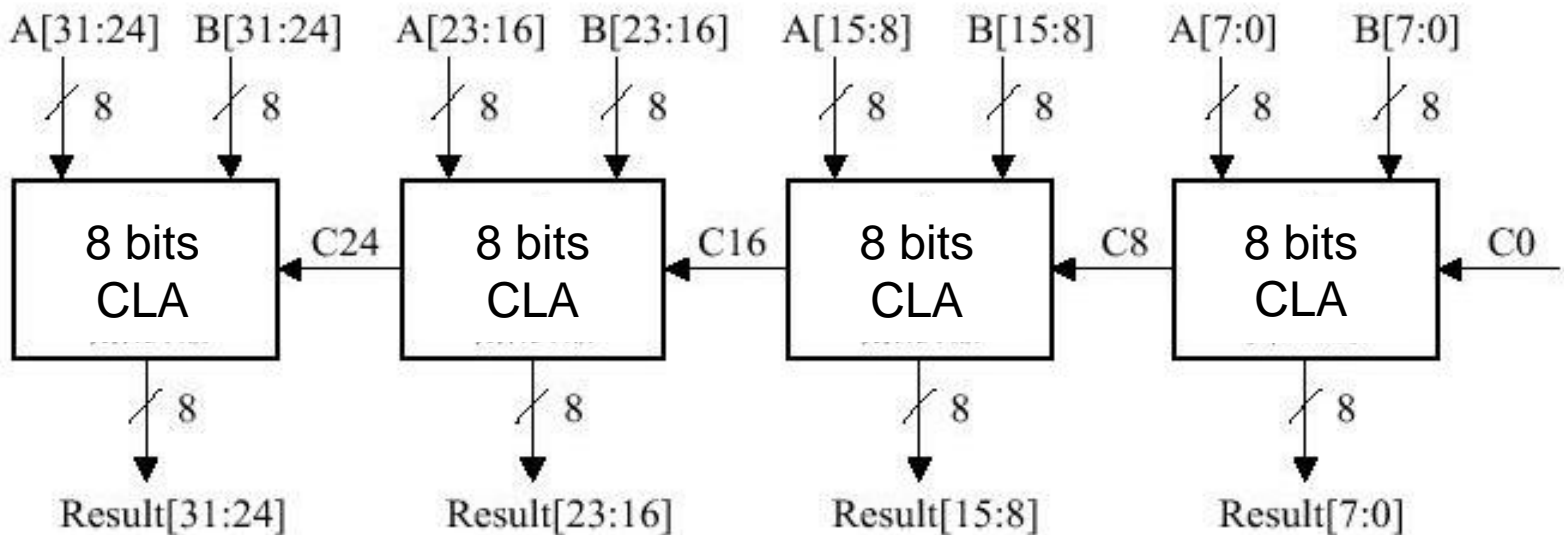 A[31:24] B[31:24] A[23:16] B[23:16] A[15:8] B[15:8] A[7:0] B[7:0]
8 8 8 8 8 8 8 8
8 bits CLA C24 8 bits CLA C16 8 bits CLA C8 8 bits CLA C0
8 8 8 8
Result[31:24] Result[23:16] Result[15:8] Result[7:0]